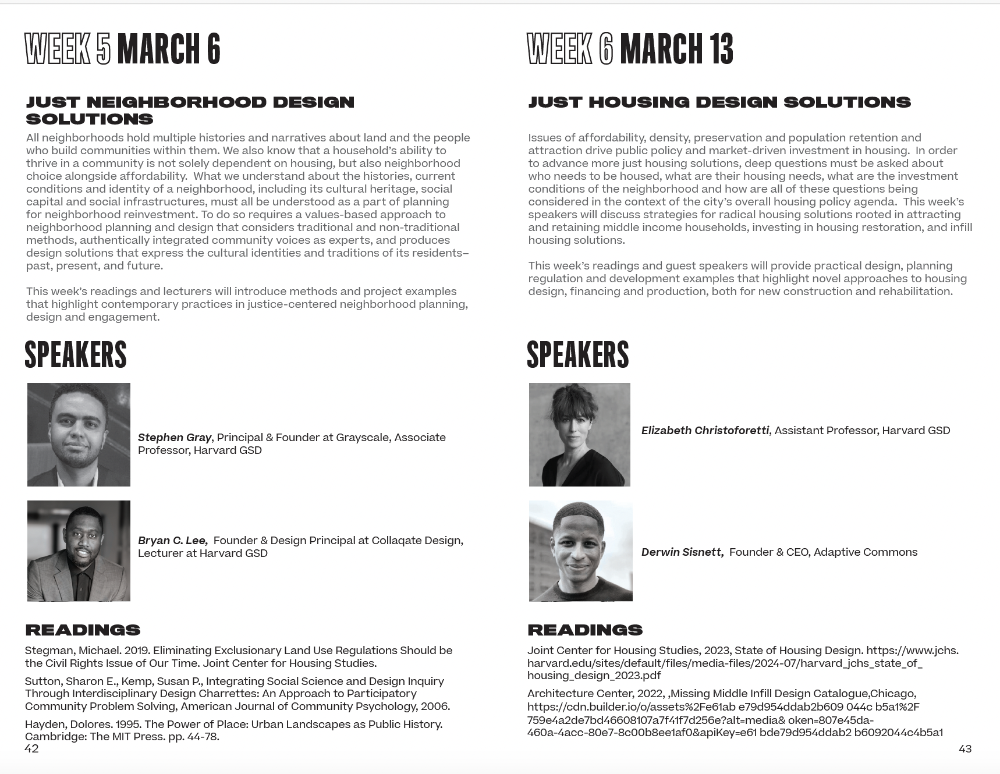 WEEK 5 MARCH 6
JUST NEIGHBORHOOD DESIGN
SOLUTIONS
All neighborhoods hold multiple histories and narratives about land and the people
who build communities within them. We also know that a household's ability to
thrive in a community is not solely dependent on housing, but also neighborhood
choice alongside affordability.  What we understand about the histories, current
conditions and identity of a neighborhood, including its cultural heritage, social
capital and social infrastructures, must all be understood as a part of planning
for neighborhood reinvestment. To do so requires a values-based approach to
neighborhood planning and design that considers traditional and non-traditional
methods, authentically integrated community voices as experts, and produces
design solutions that express the cultural identities and traditions of its residents—
past, present, and future.
This week's readings and lecturers will introduce methods and project examples
that highlight contemporary practices in justice-centered neighborhood planning,
design and engagement.
SPEAKERS
Stephen Gray, Principal & Founder at Grayscale, Associate
Professor, Harvard GSD
Bryan C. Lee,  Founder & Design Principal at Collaqate Design,
Lecturer at Harvard GSD
READINGS
Stegman, Michael. 2019. Eliminating Exclusionary Land Use Regulations Should be
the Civil Rights Issue of Our Time. Joint Center for Housing Studies.
Sutton, Sharon E., Kemp, Susan P., Integrating Social Science and Design Inquiry
Through Interdisciplinary Design Charrettes: An Approach to Participatory
Community Problem Solving, American Journal of Community Psychology, 2006.
Hayden, Dolores. 1995. The Power of Place: Urban Landscapes as Public History.
Cambridge: The MIT Press. pp. 44-78.
42
WEEK 6 MARCH 13
JUST HOUSING DESIGN SOLUTIONS
Issues of affordability, density, preservation and population retention and
attraction drive public policy and market-driven investment in housing.  In order
to advance more just housing solutions, deep questions must be asked about
who needs to be housed, what are their housing needs, what are the investment
conditions of the neighborhood and how are all of these questions being
considered in the context of the city's overall housing policy agenda.  This week's
speakers will discuss strategies for radical housing solutions rooted in attracting
and retaining middle income households, investing in housing restoration, and infill
housing solutions.
This week's readings and guest speakers will provide practical design, planning
regulation and development examples that highlight novel approaches to housing
design, financing and production, both for new construction and rehabilitation.
SPEAKERS
Elizabeth Christoforetti, Assistant Professor, Harvard GSD
Derwin Sisnett,  Founder & CEO, Adaptive Commons
READINGS
Joint Center for Housing Studies, 2023, State of Housing Design. https://www.jchs.
harvard.edu/sites/default/files/media-files/2024-07/harvard_jchs_state_of_
housing_design_2023.pdf
Architecture Center, 2022, ,Missing Middle Infill Design Catalogue,Chicago,
https://cdn.builder.io/o/assets%2Fe61ab e79d954ddab2b609 044c b5a1%2F
759e4a2de7bd46608107a7f41f7d256e?alt=media& oken=807e45da-
460a-4acc-80e7-8c00b8ee1af0&apiKey=e61 bde79d954ddab2 b6092044c4b5a1
43